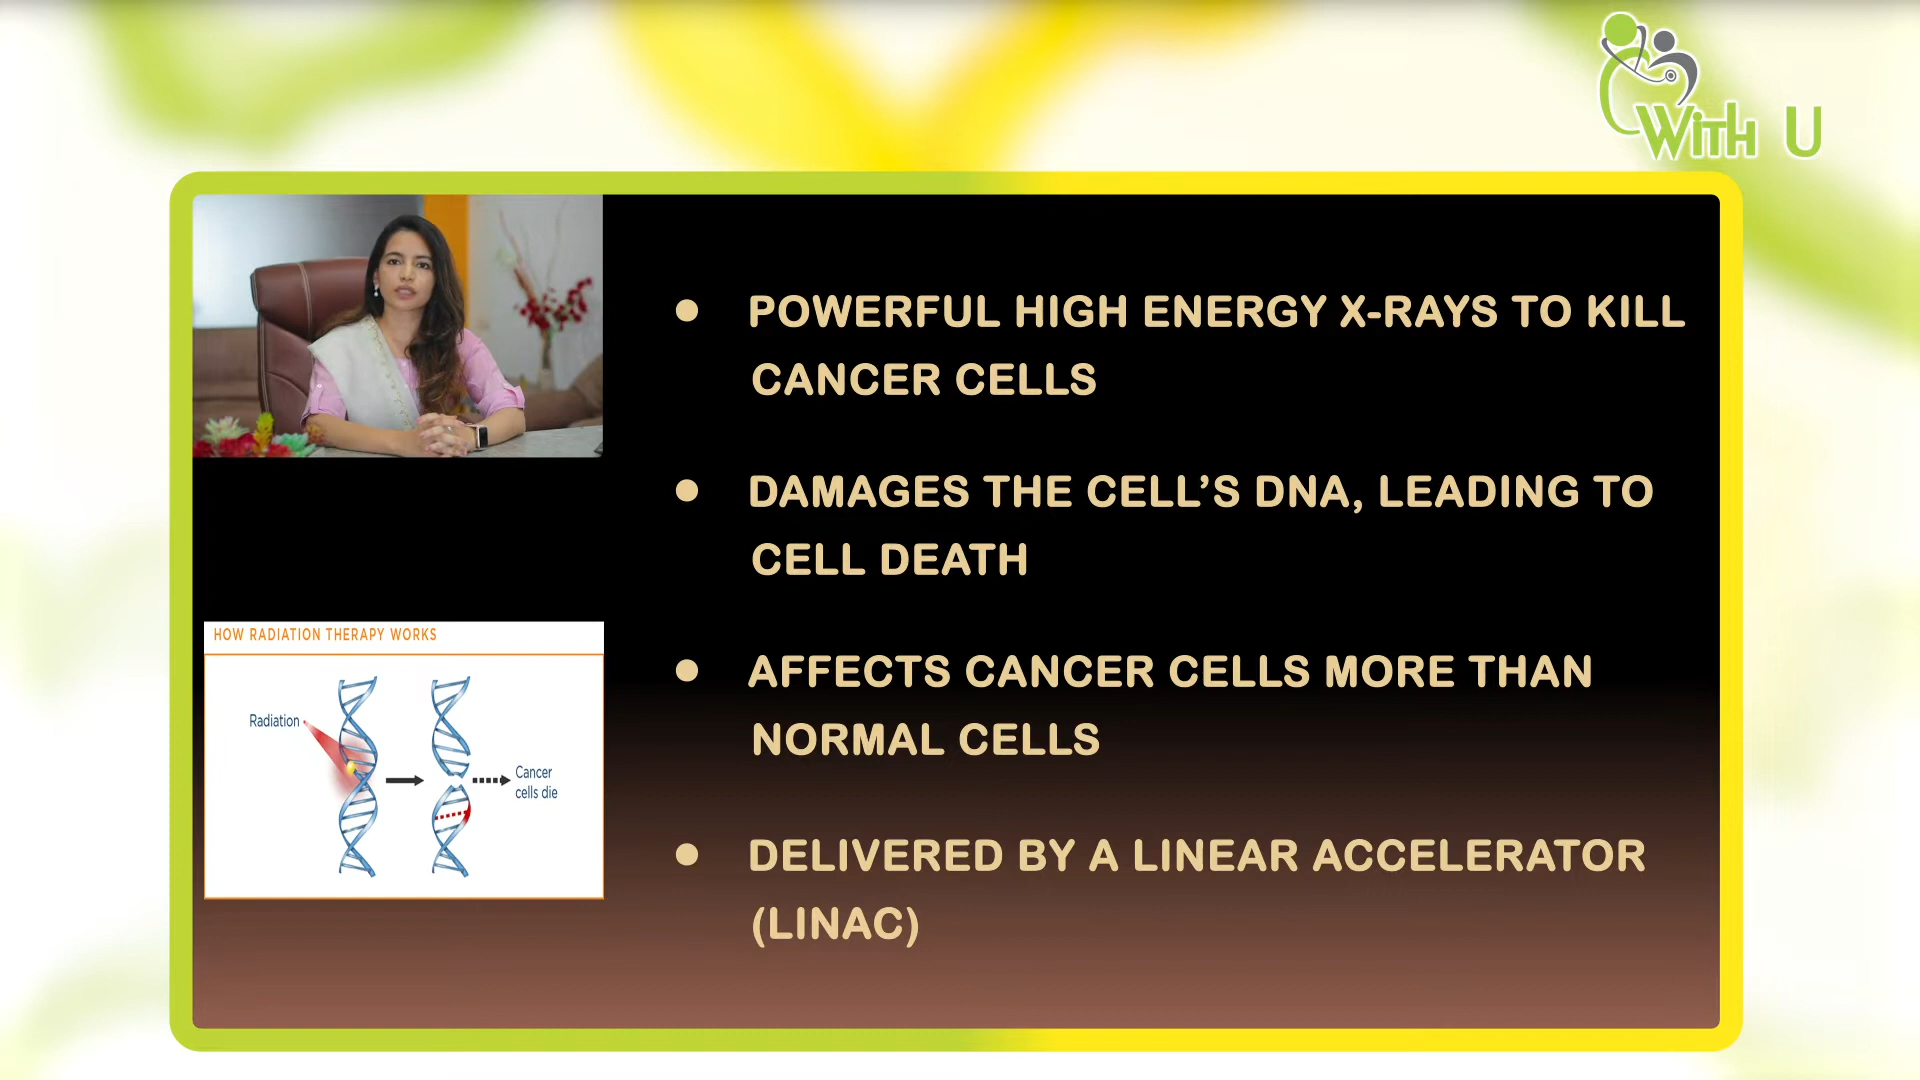 With U
● POWERFUL HIGH ENERGY X-RAYS TO KILL
CANCER CELLS
● DAMAGES THE CELL’S DNA, LEADING TO
CELL DEATH
● AFFECTS CANCER CELLS MORE THAN
NORMAL CELLS
● DELIVERED BY A LINEAR ACCELERATOR
(LINAC)
HOW RADIATION THERAPY WORKS
Radiation
Cancer
cells die